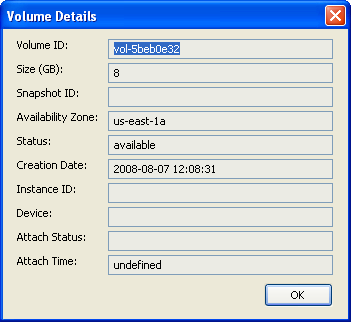 Volume Details
Volume ID: vol-5beb0e32
Size (GB): 8
Snapshot ID:
Availability Zone: us-east-1a
Status: available
Creation Date: 2008-08-07 12:08:31
Instance ID:
Device:
Attach Status:
Attach Time: undefined
OK